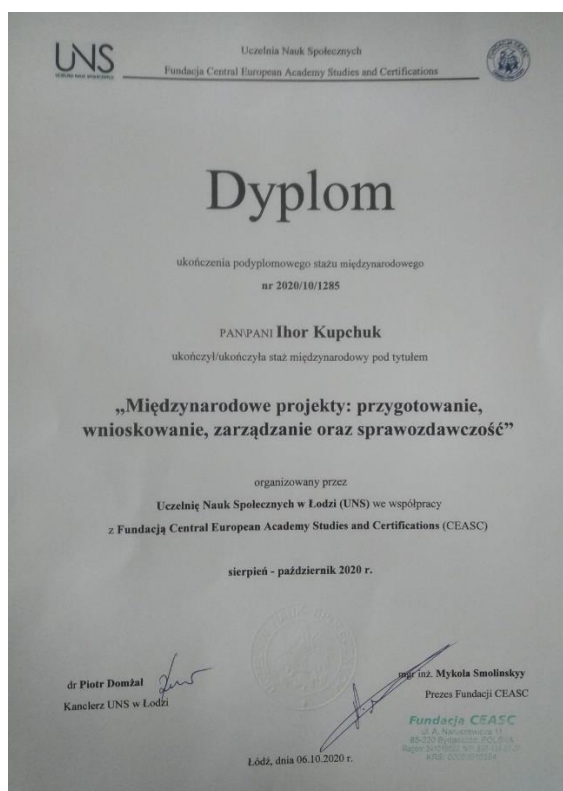 UNS
UCZELNIA NAUK SPOŁECZNYCH
Uczelnia Nauk Społecznych
Fundacja Central European Academy Studies and Certifications
Dyplom
ukończenia podyplomowego stażu międzynarodowego
nr 2020/10/1285
PAN\PANI Ihor Kupchuk
ukończył/ukończyła staż międzynarodowy pod tytułem
„Międzynarodowe projekty: przygotowanie,
wnioskowanie, zarządzanie oraz sprawozdawczość”
organizowany przez
Uczelnię Nauk Społecznych w Łodzi (UNS) we współpracy
z Fundacją Central European Academy Studies and Certifications (CEASC)
sierpień - październik 2020 r.
dr Piotr Domżał
Kanclerz UNS w Łodzi
mgr inż. Mykola Smolinskyy
Prezes Fundacji CEASC
Fundacja CEASC
Łódź, dnia 06.10.2020 r.